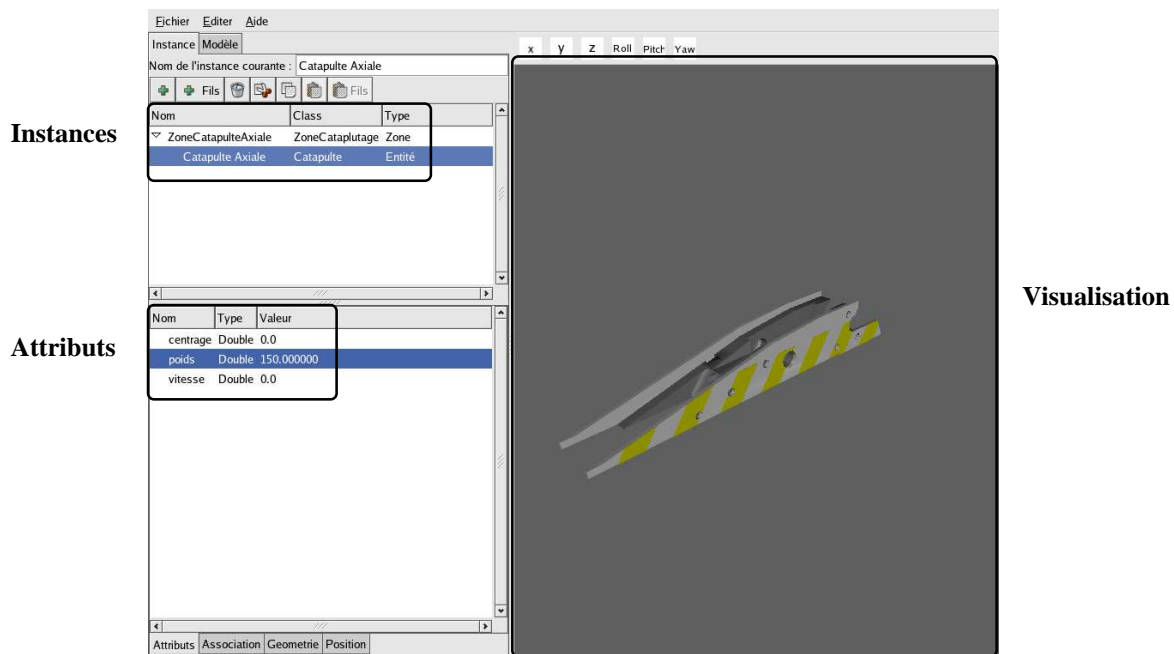 Fichier Editer Aide
Instance Modèle
Nom de l'instance courante : Catapulte Axiale
Fils Fils
x y z Roll Pitch Yaw
Instances
Nom Class Type
ZoneCatapulteAxiale ZoneCataplutage Zone
Catapulte Axiale Catapulte Entité
Visualisation
Attributs
Nom Type Valeur
centrage Double 0.0
poids Double 150.000000
vitesse Double 0.0
Attributs Association Geometrie Position